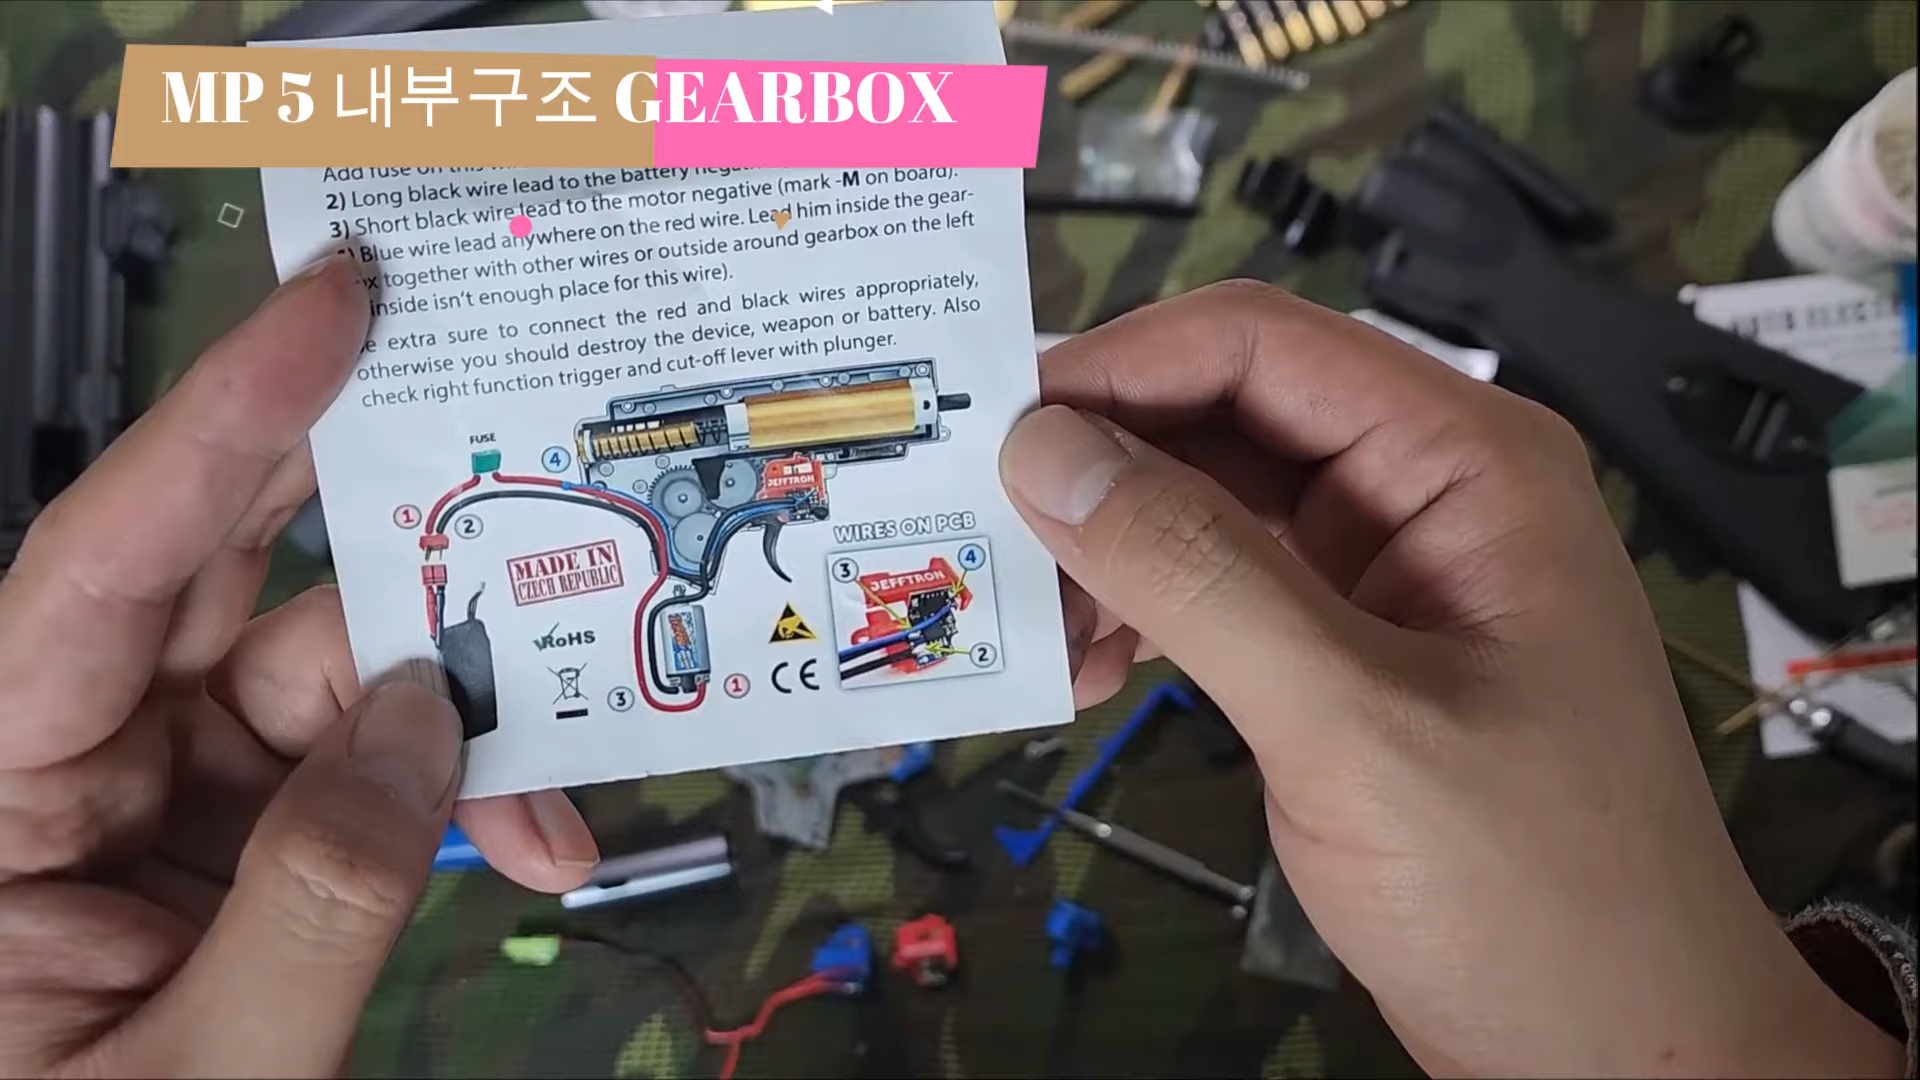 MP 5 내부구조 GEARBOX
Add fuse on this
2) Long black wire lead to the battery
3) Short black wire lead to the motor negative (mark -M on board).
Blue wire lead anywhere on the red wire. Lead him inside the gear-
together with other wires or outside around gearbox on the left
inside isn't enough place for this wire).
extra sure to connect the red and black wires appropriately,
otherwise you should destroy the device, weapon or battery. Also
check right function trigger and cut-off lever with plunger.
FUSE
4
JEFFTRON
1
2
WIRES ON PCB
MADE IN
CZECH REPUBLIC
3
4
JEFFTRON
RoHS
2
3
1
CE